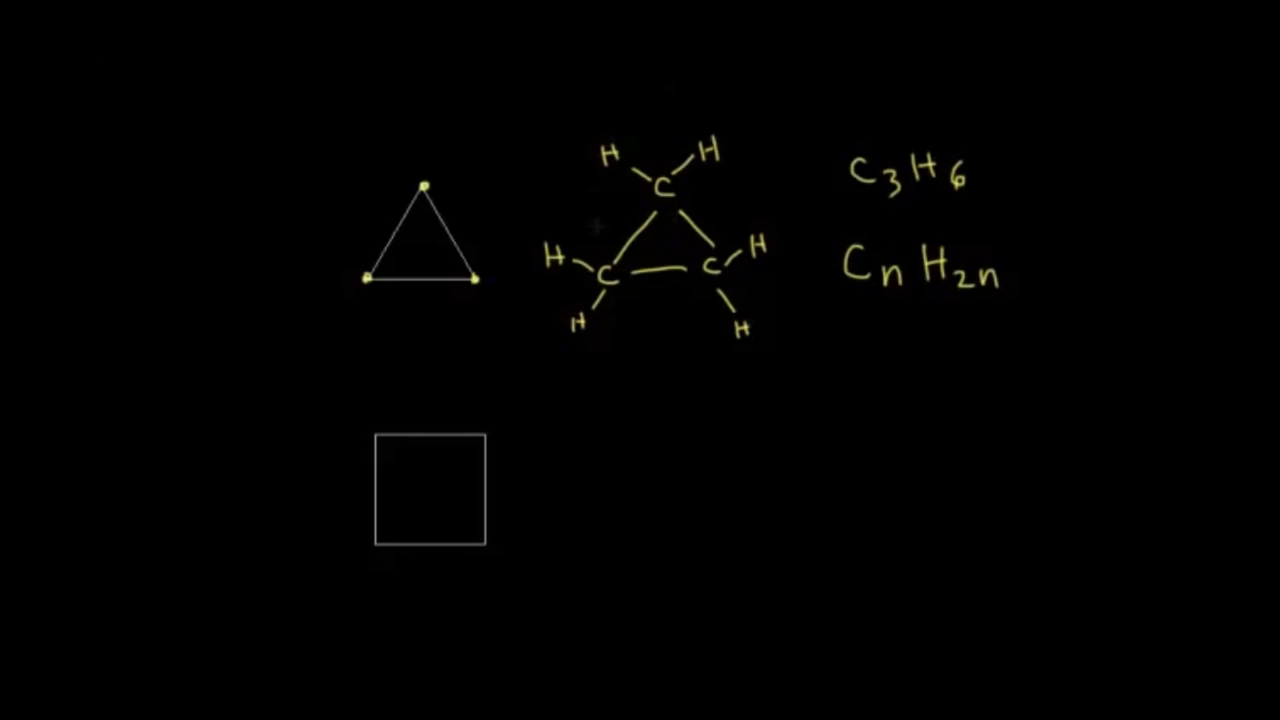 H H
C
C₃H₆
H C C H
CₙH₂ₙ
H H